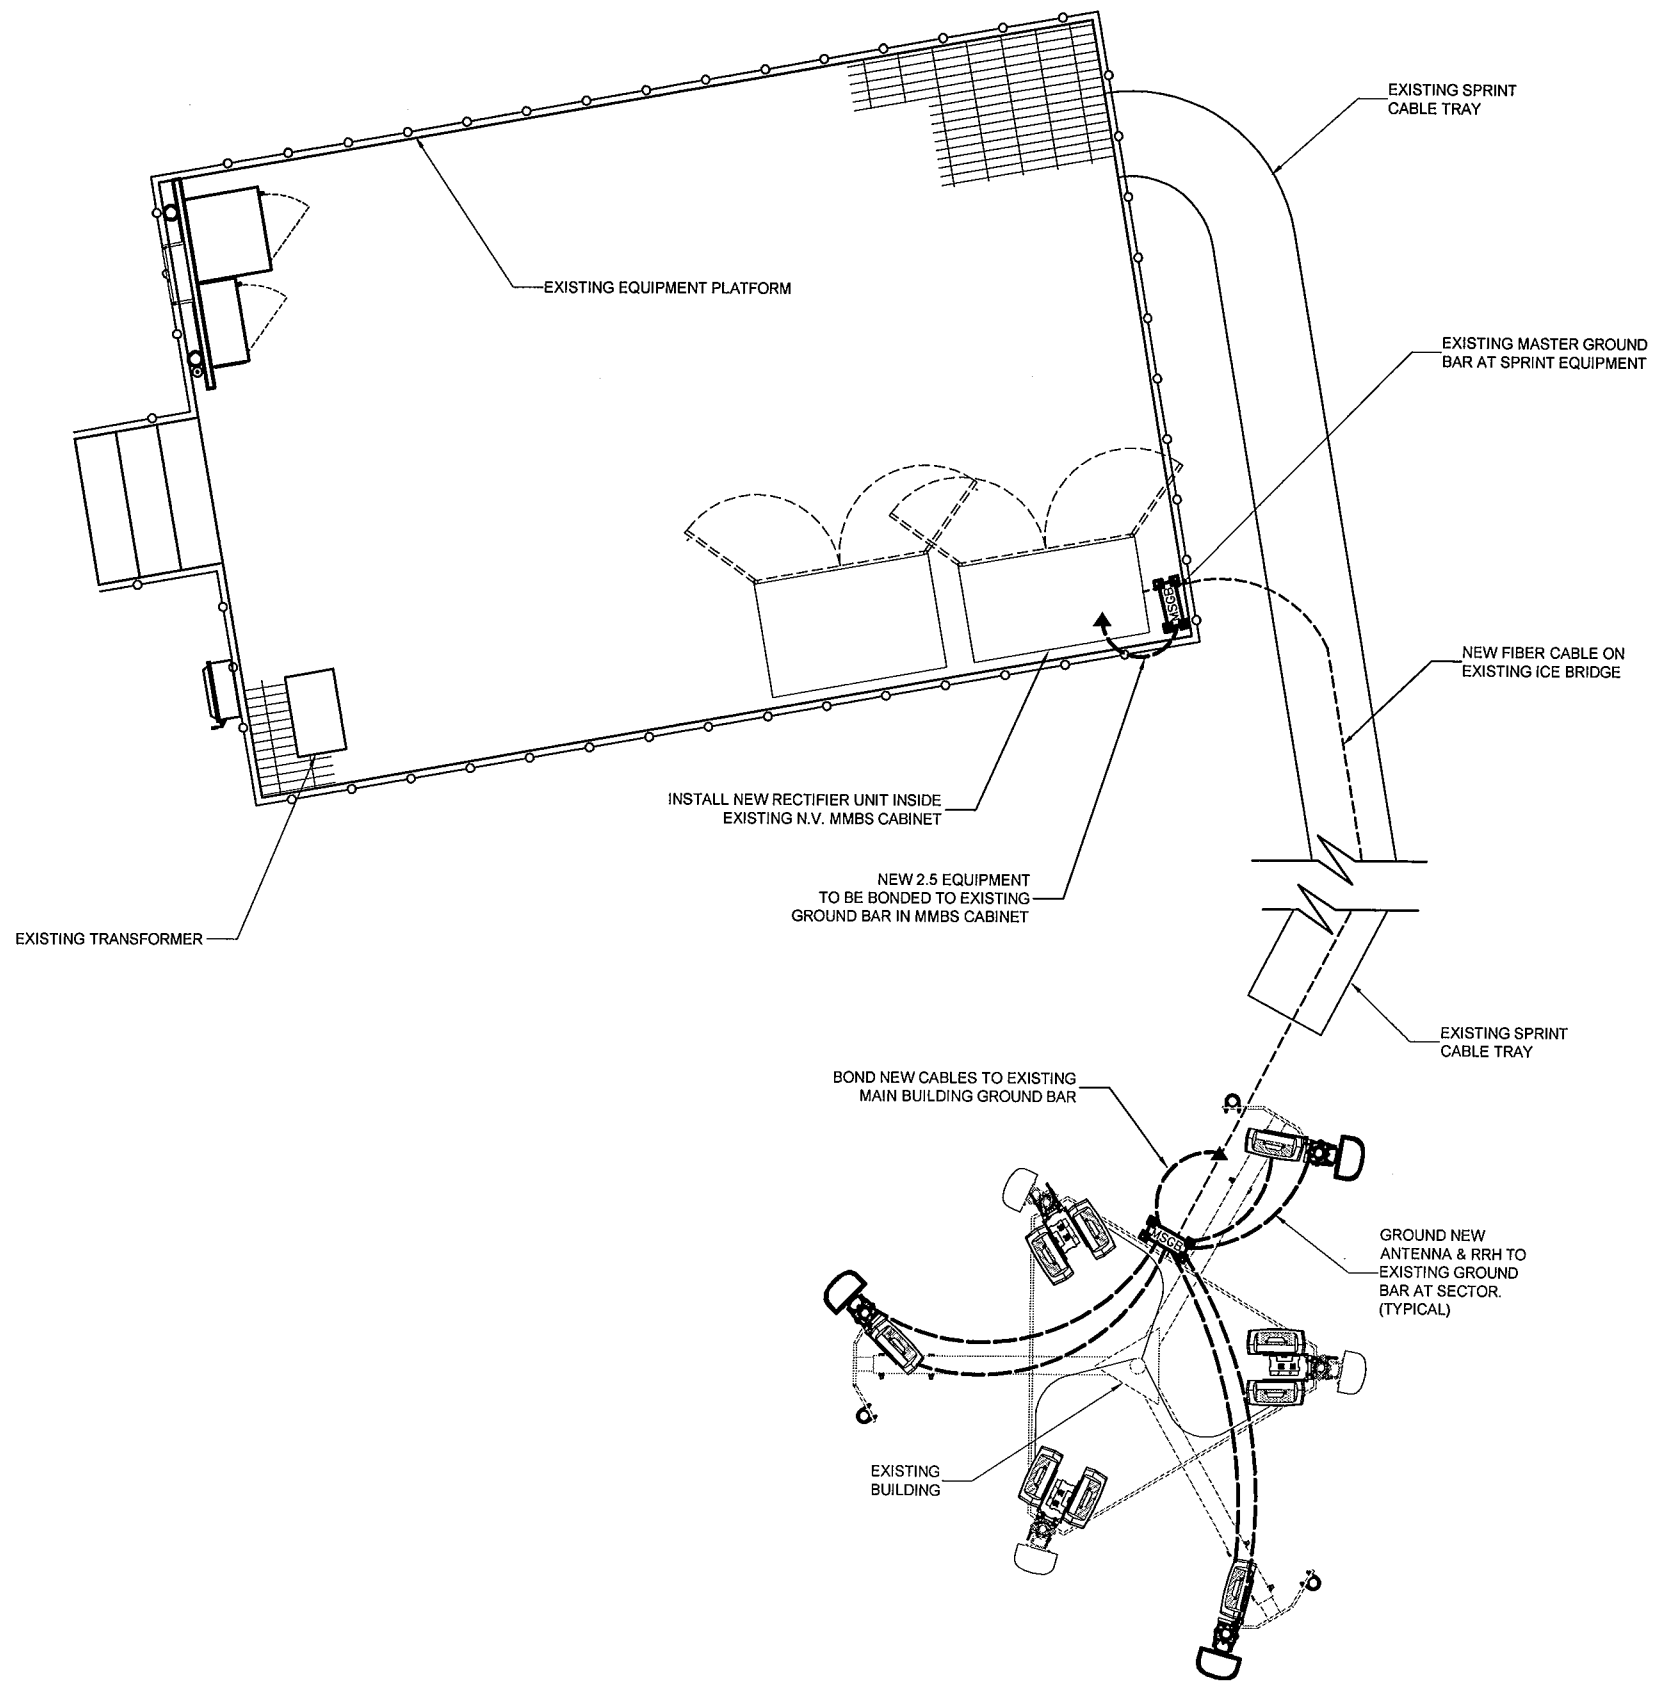 EXISTING SPRINT
CABLE TRAY
EXISTING EQUIPMENT PLATFORM
EXISTING MASTER GROUND
BAR AT SPRINT EQUIPMENT
MSGB
NEW FIBER CABLE ON
EXISTING ICE BRIDGE
INSTALL NEW RECTIFIER UNIT INSIDE
EXISTING N.V. MMBS CABINET
NEW 2.5 EQUIPMENT
TO BE BONDED TO EXISTING
GROUND BAR IN MMBS CABINET
EXISTING TRANSFORMER
EXISTING SPRINT
CABLE TRAY
BOND NEW CABLES TO EXISTING
MAIN BUILDING GROUND BAR
MSGB
GROUND NEW
ANTENNA & RRH TO
EXISTING GROUND
BAR AT SECTOR.
(TYPICAL)
EXISTING
BUILDING